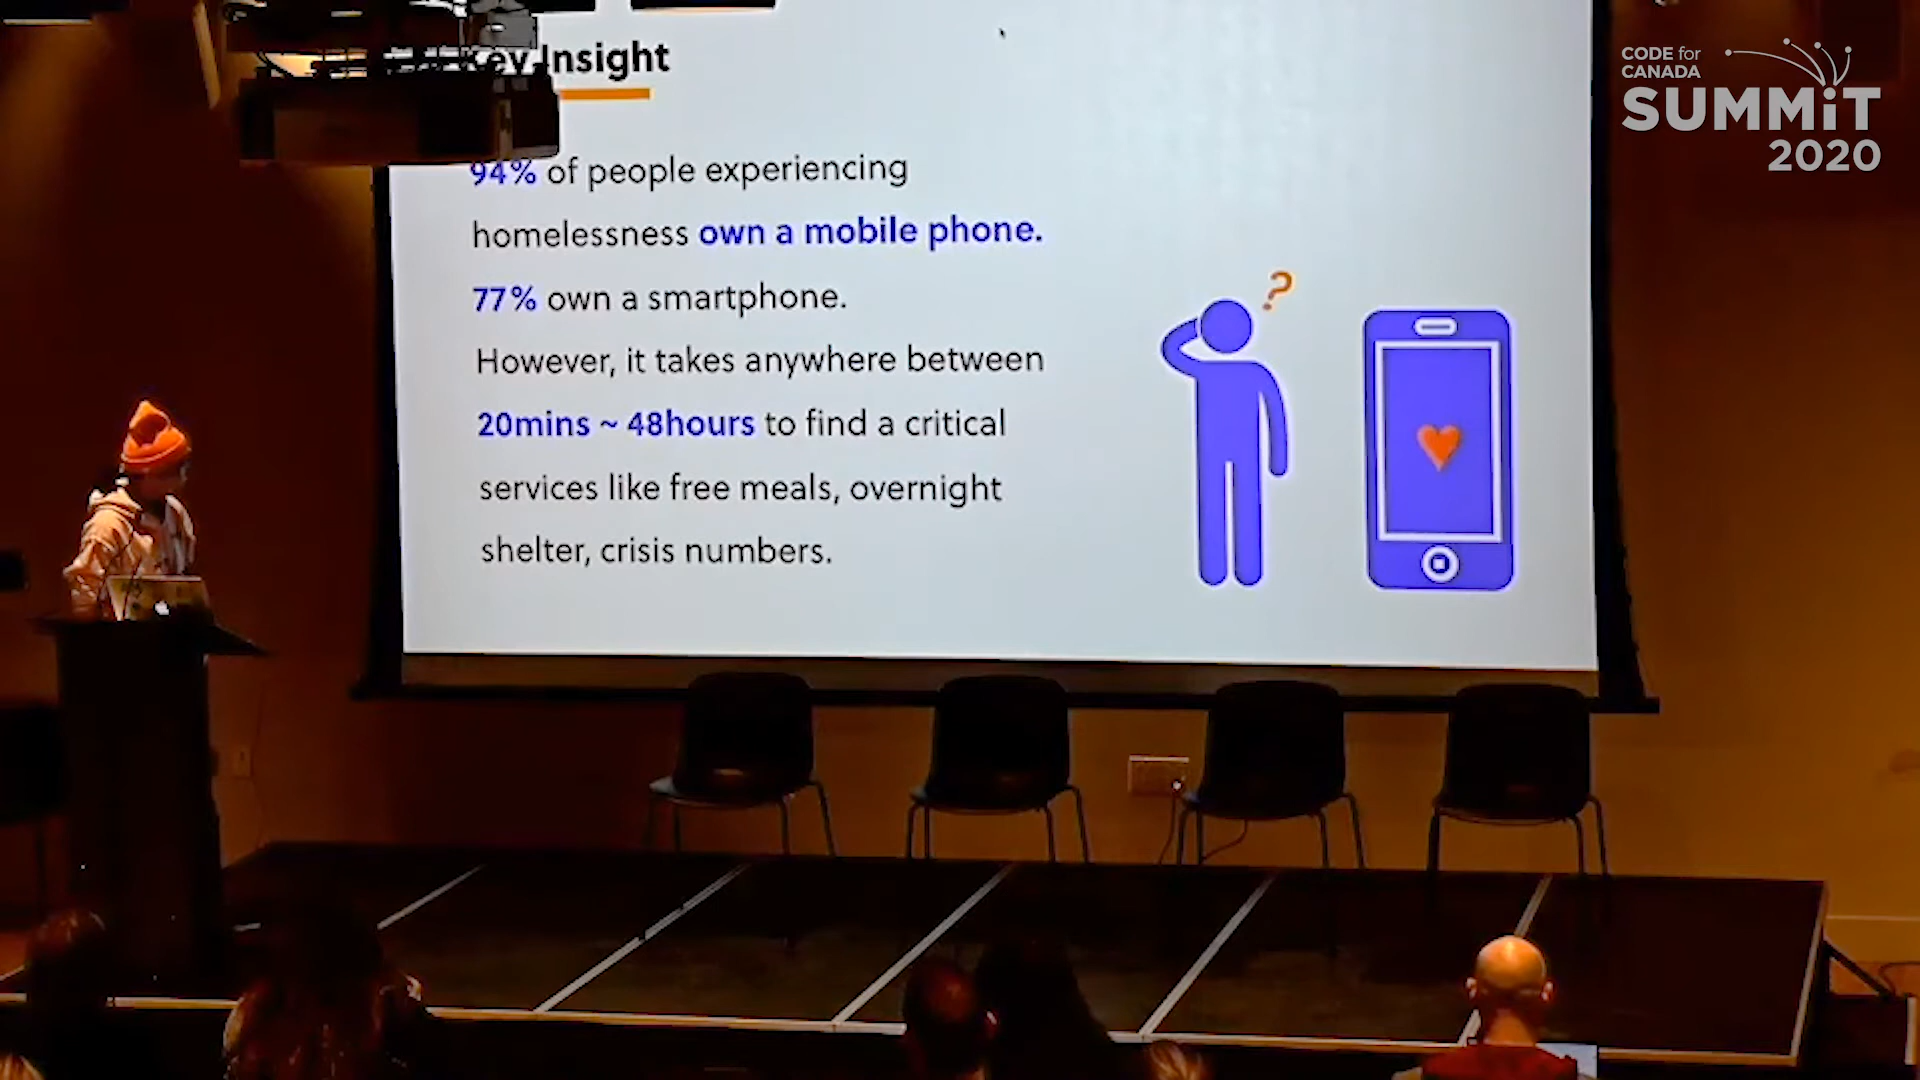 Key Insight
94% of people experiencing
homelessness own a mobile phone.
77% own a smartphone.
However, it takes anywhere between
20mins ~ 48hours to find a critical
services like free meals, overnight
shelter, crisis numbers.
?
CODE for
CANADA
SUMMiT
2020